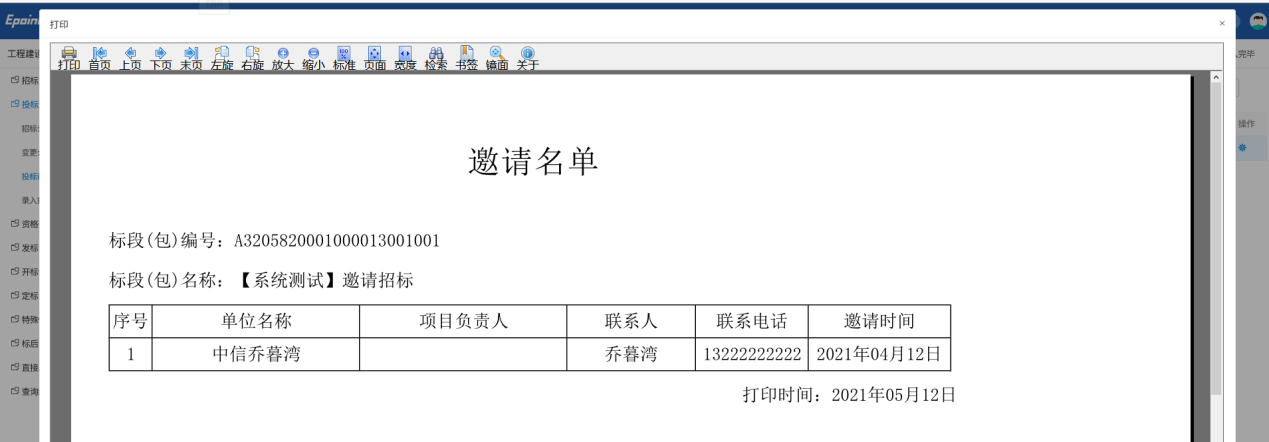 Epoin
打印
×
工程建设
完毕
打印 首页 上页 下页 末页 左旋 右旋 放大 缩小 标准 页面 宽度 检索 书签 镜面 关于
招标
投标
招标
变更
操作
投标
录入
资格
发标
开标
定标
特殊
标后
直接
查询
邀请名单
标段(包)编号：A3205820001000013001001
标段(包)名称：【系统测试】邀请招标
序号 单位名称 项目负责人 联系人 联系电话 邀请时间
1 中信乔暮湾 乔暮湾 13222222222 2021年04月12日
打印时间：2021年05月12日